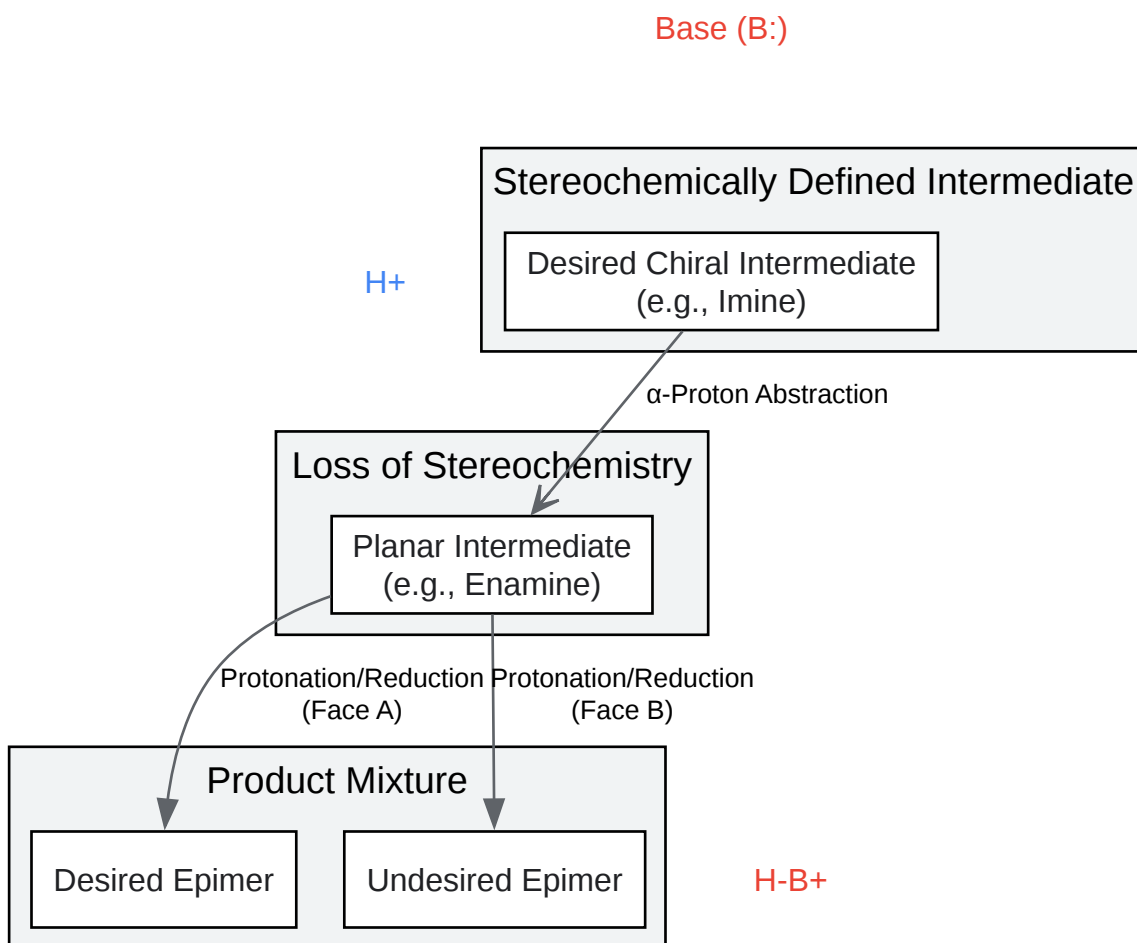 Base (B:)
Stereochemically Defined Intermediate
Desired Chiral Intermediate
(e.g., Imine)
H+
α-Proton Abstraction
Loss of Stereochemistry
Planar Intermediate
(e.g., Enamine)
Protonation/Reduction
(Face A)
Protonation/Reduction
(Face B)
Product Mixture
Desired Epimer
Undesired Epimer
H-B+